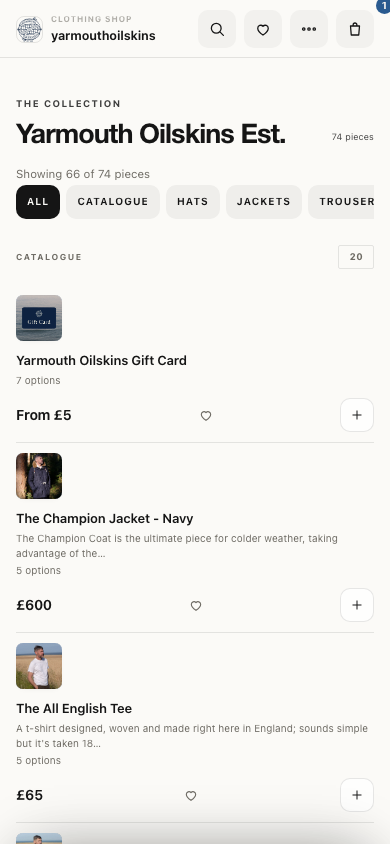 1
CLOTHING SHOP
yarmouthoilskins
THE COLLECTION
Yarmouth Oilskins Est.
74 pieces
Showing 66 of 74 pieces
ALL
CATALOGUE
HATS
JACKETS
TROUSER
CATALOGUE
20
Gift Card
Yarmouth Oilskins Gift Card
7 options
From £5
The Champion Jacket - Navy
The Champion Coat is the ultimate piece for colder weather, taking
advantage of the...
5 options
£600
The All English Tee
A t-shirt designed, woven and made right here in England; sounds simple
but it's taken 18...
5 options
£65